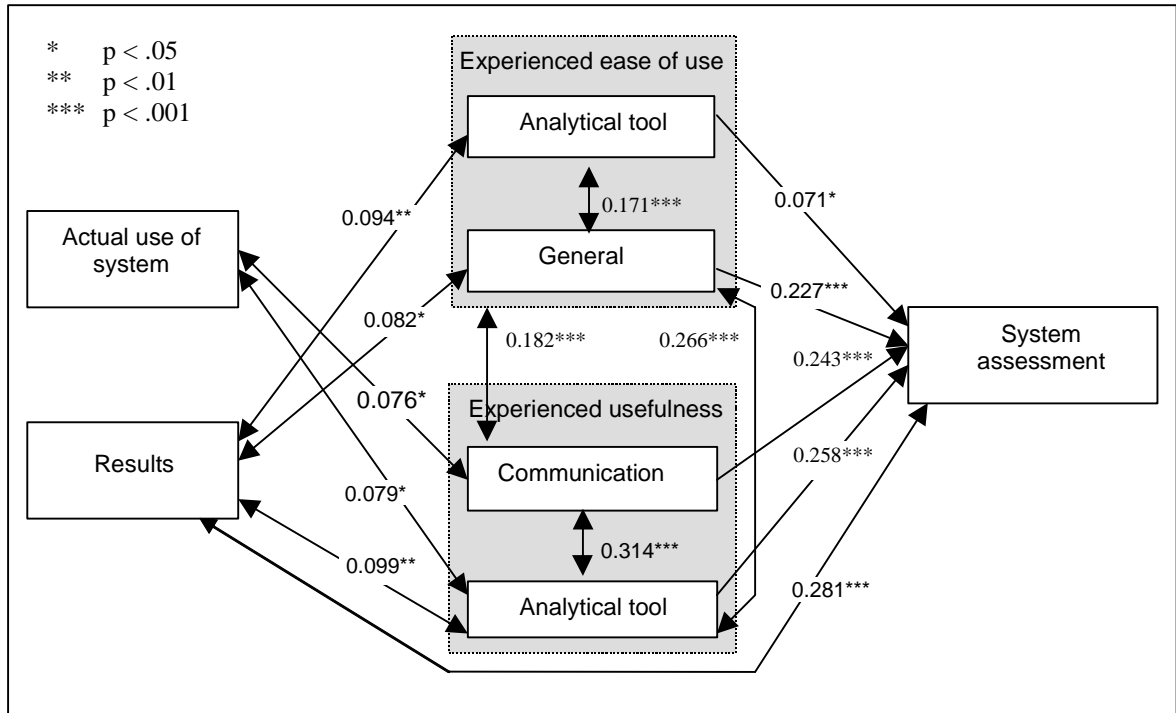 * p < .05
** p < .01
*** p < .001
Experienced ease of use
Analytical tool
0.171***
General
0.094**
0.071*
Actual use of
system
0.227***
0.082*
0.182***
0.266***
System
assessment
0.243***
0.076*
Experienced usefulness
Results
Communication
0.258***
0.079*
0.314***
0.099**
0.281***
Analytical tool